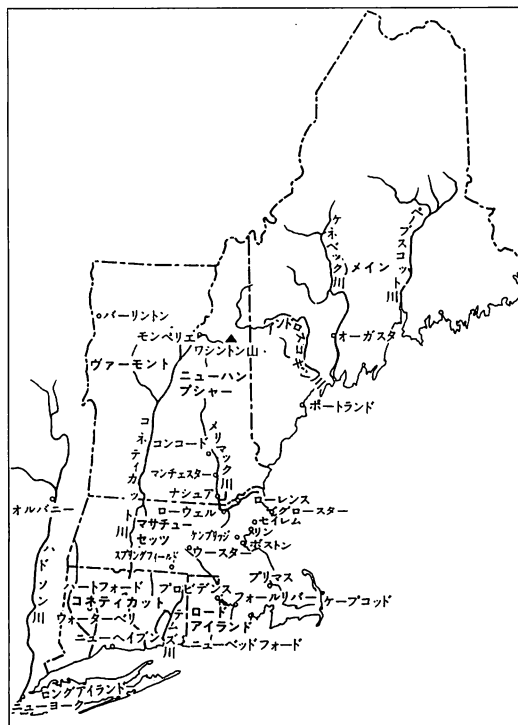 ケネベック川
ペノブスコット川
メイン
バーリントン
モンペリエ
ワシントン山
アンドロスコギン川
オーガスタ
ヴァーモント
ニューハン
プシャー
ポートランド
コネティカット川
コンコード
メリマック川
マンチェスター
ナシュア
ローレンス
オルバニー
ローウェル
グロースター
マサチュー
セッツ
セイレム
ケンブリッジ
リン
ボストン
ハドソン川
スプリングフィールド
ウースター
プリマス
ハートフォード
プロビデンス
フォールリバー
ケープコッド
コネティカット
ロード
アイランド
ウォーターベリ
ニューヘイブン
テームズ川
ニューベッドフォード
ロングアイランド
ニューヨーク